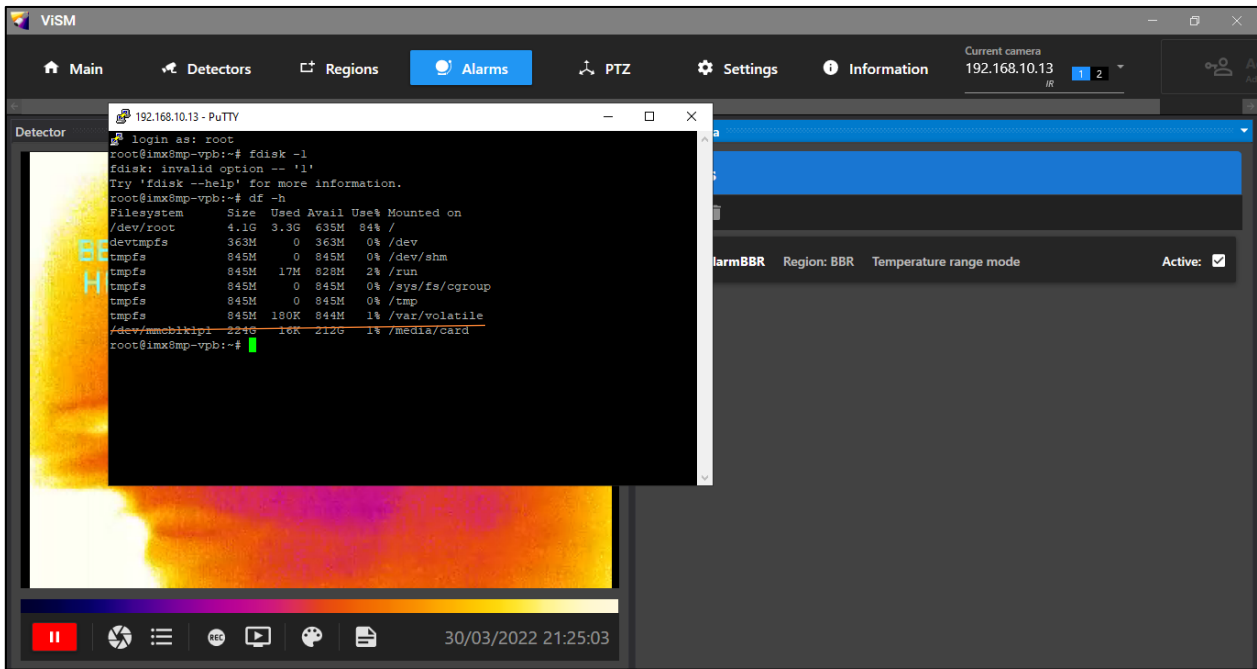 ViSM
Main Detectors Regions Alarms PTZ Settings Information
Current camera
192.168.10.13 1 2
IR
Detector
192.168.10.13 - PuTTY
login as: root
root@imx8mp-vpb:~# fdisk -l
fdisk: invalid option -- 'l'
Try 'fdisk --help' for more information.
root@imx8mp-vpb:~# df -h
Filesystem Size Used Avail Use% Mounted on
/dev/root 4.1G 3.3G 635M 84% /
devtmpfs 363M 0 363M 0% /dev
tmpfs 845M 0 845M 0% /dev/shm
tmpfs 845M 17M 828M 2% /run
tmpfs 845M 0 845M 0% /sys/fs/cgroup
tmpfs 845M 0 845M 0% /tmp
tmpfs 845M 180K 844M 1% /var/volatile
/dev/mmcblk1p1 224G 16K 212G 1% /media/card
root@imx8mp-vpb:~#
larmBBR Region: BBR Temperature range mode Active:
REC
30/03/2022 21:25:03